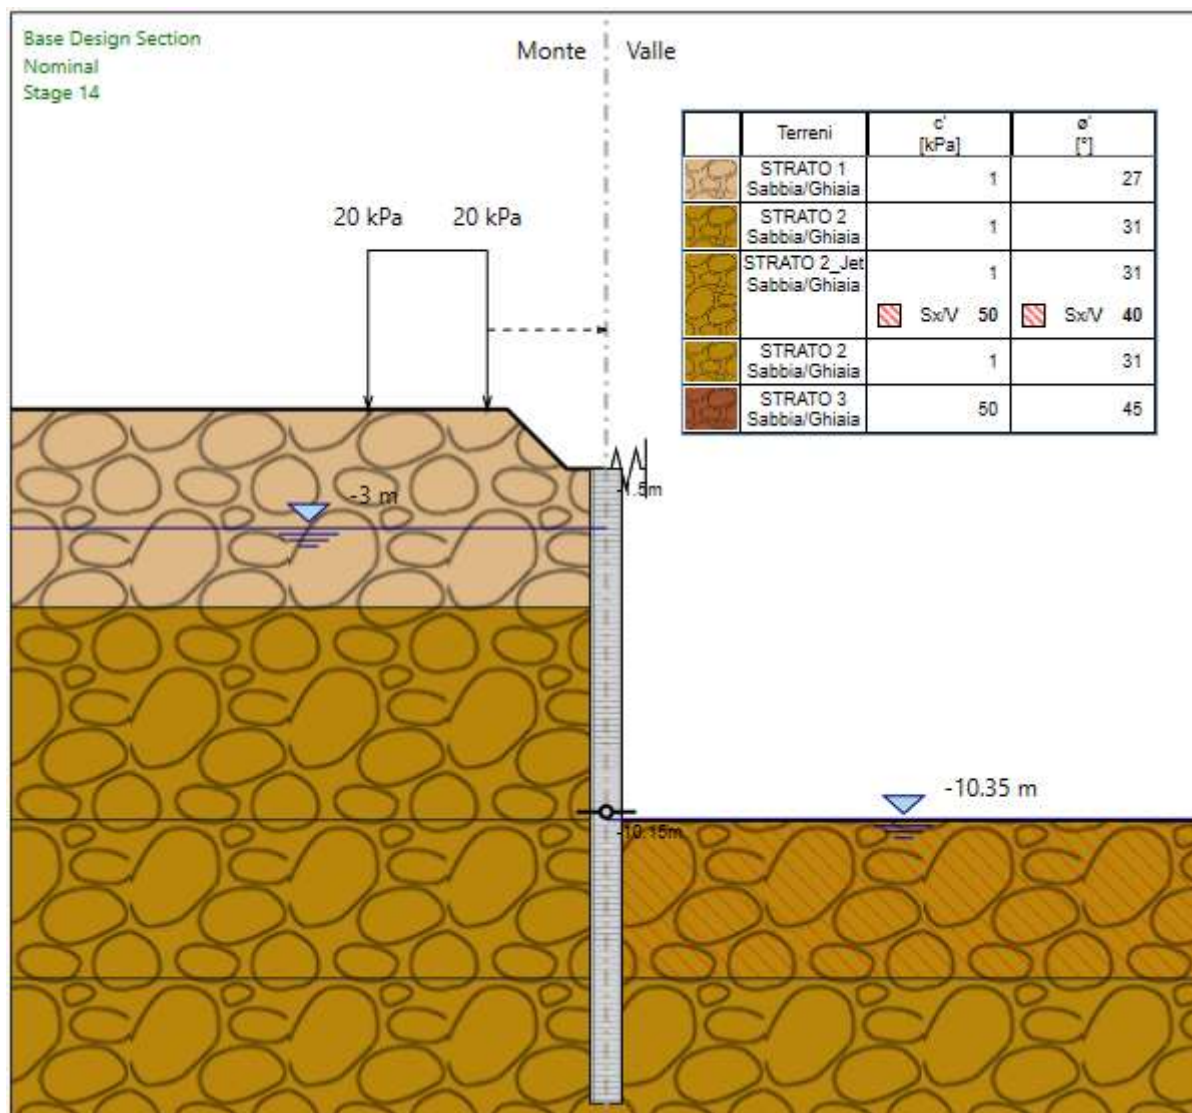 Base Design Section
Nominal
Stage 14
Monte Valle
Terreni c' [kPa] ø' [°]
STRATO 1 Sabbia/Ghiaia 1 27
STRATO 2 Sabbia/Ghiaia 1 31
STRATO 2_Jet Sabbia/Ghiaia 1 31
Sx/V 50 Sx/V 40
STRATO 2 Sabbia/Ghiaia 1 31
STRATO 3 Sabbia/Ghiaia 50 45
20 kPa 20 kPa
-1.5m
-3 m
-10.35 m
-10.15m